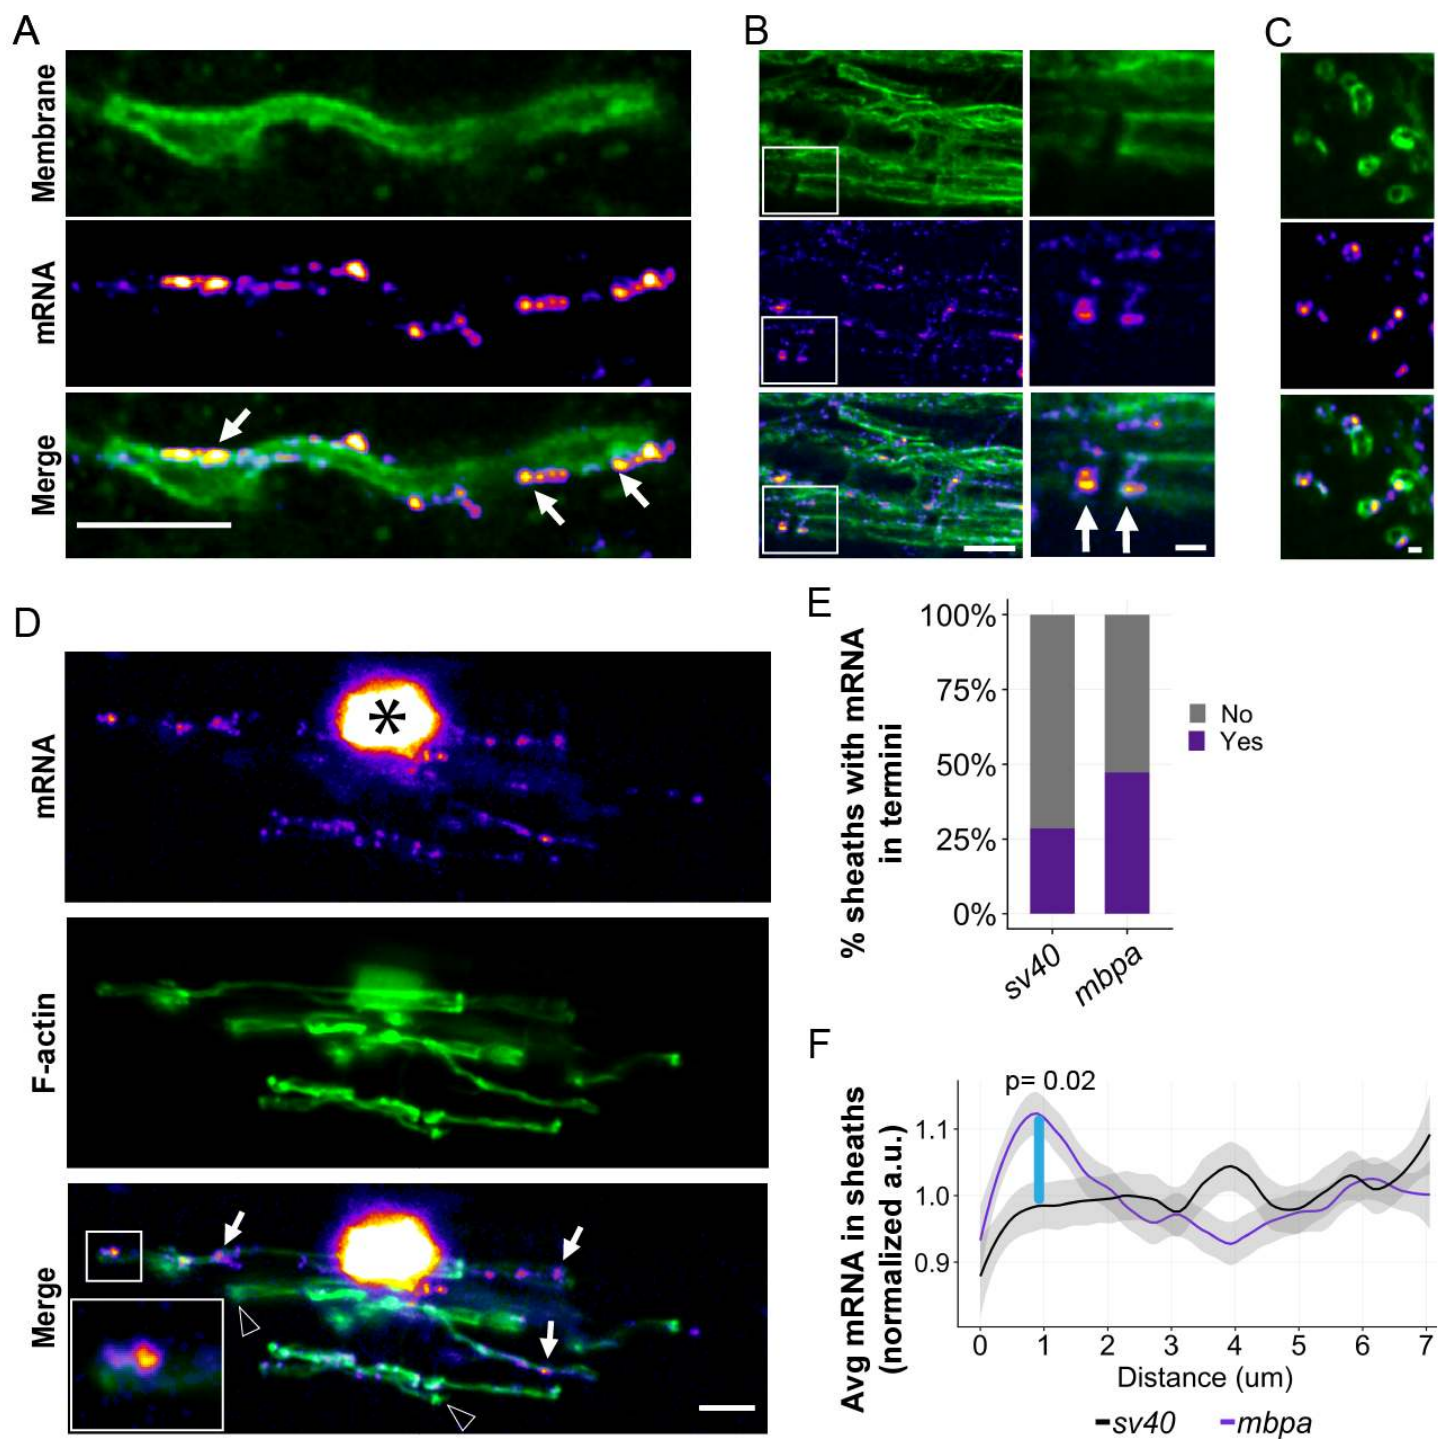 A
B
C
Membrane
mRNA
Merge
D
mRNA
*
F-actin
Merge
E
% sheaths with mRNA
in termini
100%
75%
50%
25%
0%
No
Yes
sv40
mbpa
F
p= 0.02
Avg mRNA in sheaths
(normalized a.u.)
1.1
1.0
0.9
0 1 2 3 4 5 6 7
Distance (um)
sv40 mbpa